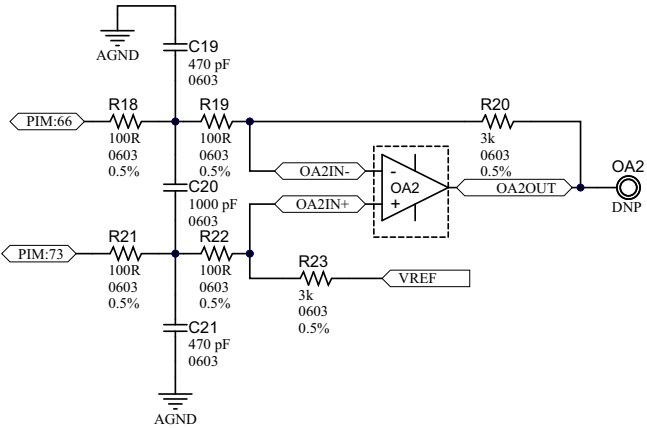 AGND
C19
470 pF
0603
R18
100R
0603
0.5%
R19
100R
0603
0.5%
R20
3k
0603
0.5%
PIM:66
OA2IN-
-
OA2
+
OA2OUT
OA2
DNP
C20
1000 pF
0603
OA2IN+
PIM:73
R21
100R
0603
0.5%
R22
100R
0603
0.5%
R23
3k
0603
0.5%
VREF
C21
470 pF
0603
AGND